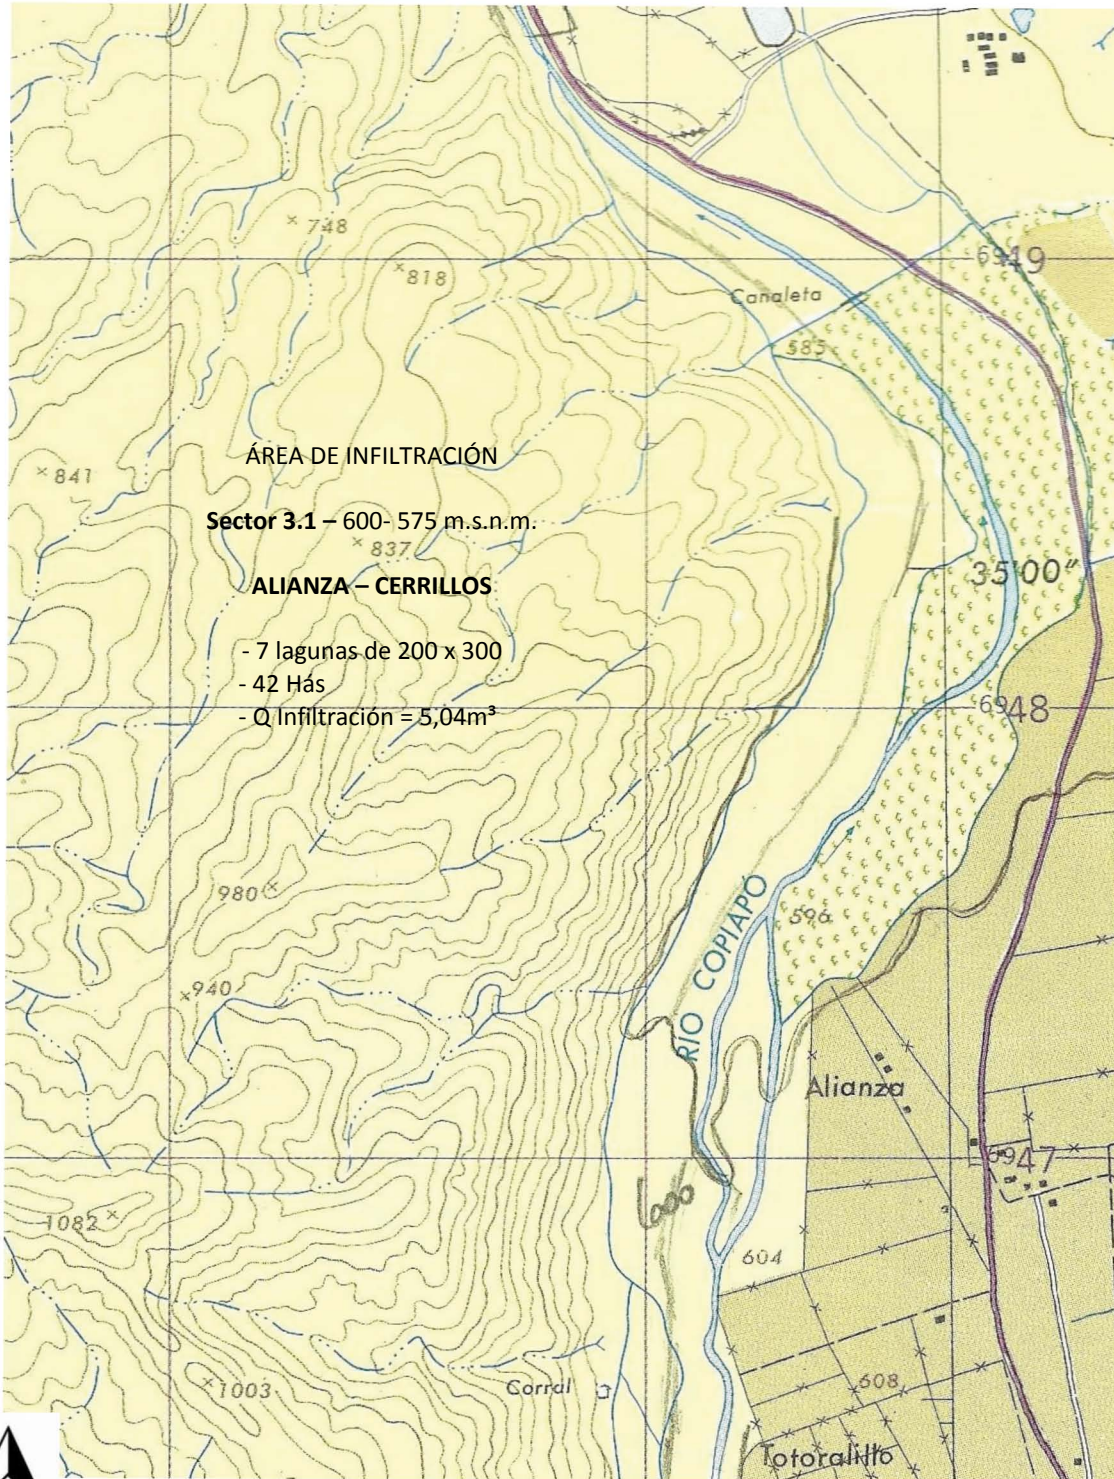 748
6949
818
Canaleta
585
ÁREA DE INFILTRACIÓN
841
Sector 3.1 – 600- 575 m.s.n.m.
837
35'00"
ALIANZA – CERRILLOS
- 7 lagunas de 200 x 300
- 42 Hás
- Q Infiltración = 5,04m³
6948
980
596
RÍO COPIAPÓ
940
Alianza
6947
600
1082
604
1003
Corral
608
Totoralillo